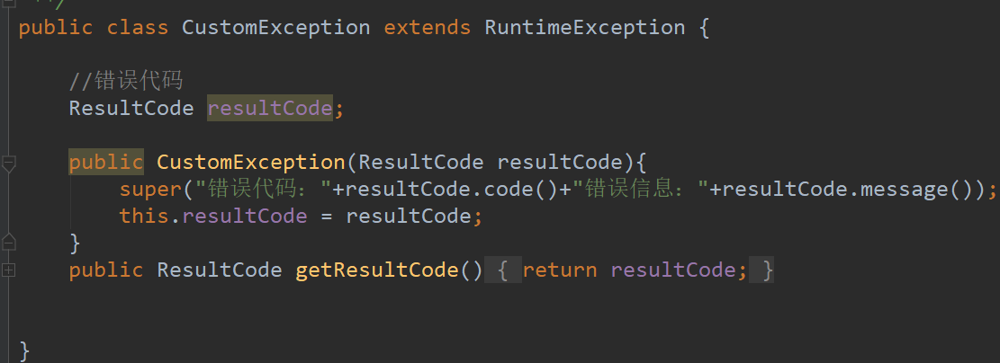 **/
public class CustomException extends RuntimeException {
//错误代码
ResultCode resultCode;
public CustomException(ResultCode resultCode){
super("错误代码："+resultCode.code()+"错误信息："+resultCode.message());
this.resultCode = resultCode;
}
public ResultCode getResultCode() { return resultCode; }
}